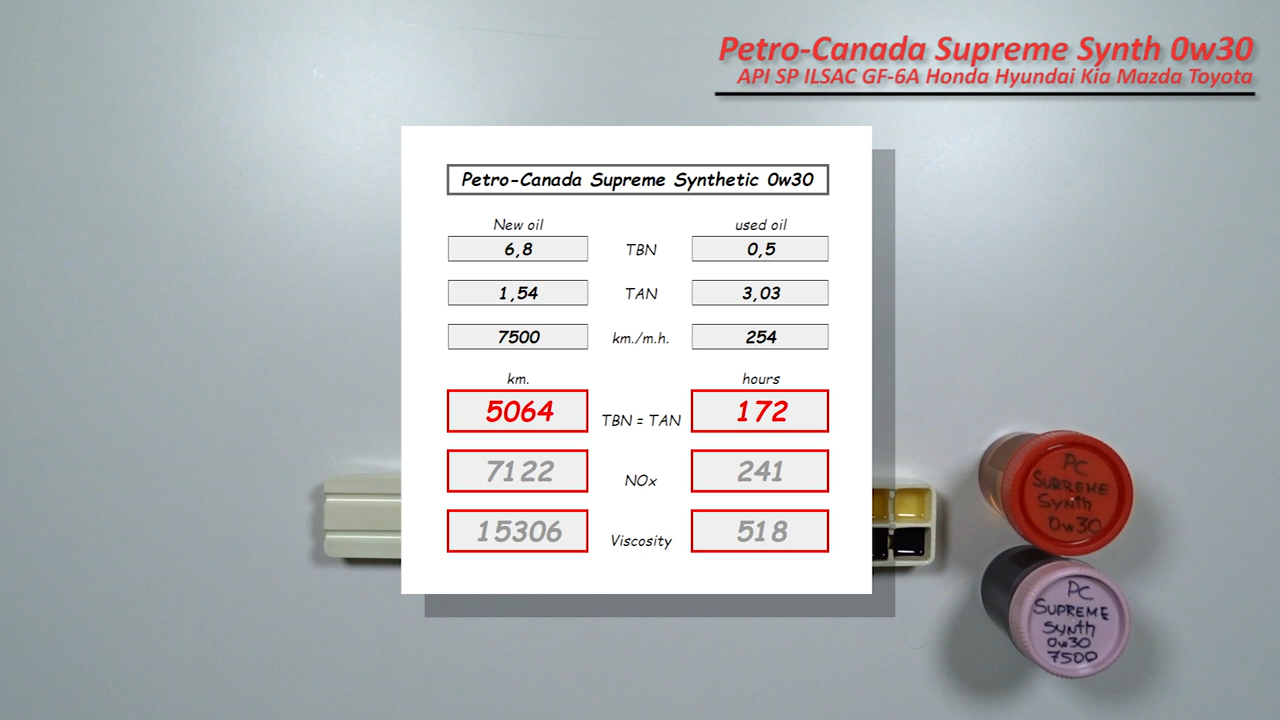 Petro-Canada Supreme Synth 0w30
API SP ILSAC GF-6A Honda Hyundai Kia Mazda Toyota
Petro-Canada Supreme Synthetic 0w30
New oil used oil
6,8 TBN 0,5
1,54 TAN 3,03
7500 km./m.h. 254
km. hours
5064 TBN = TAN 172
7122 NOx 241
15306 Viscosity 518
PC
SUPREME
Synth
0w30
PC
SUPREME
Synth
0w30
7500